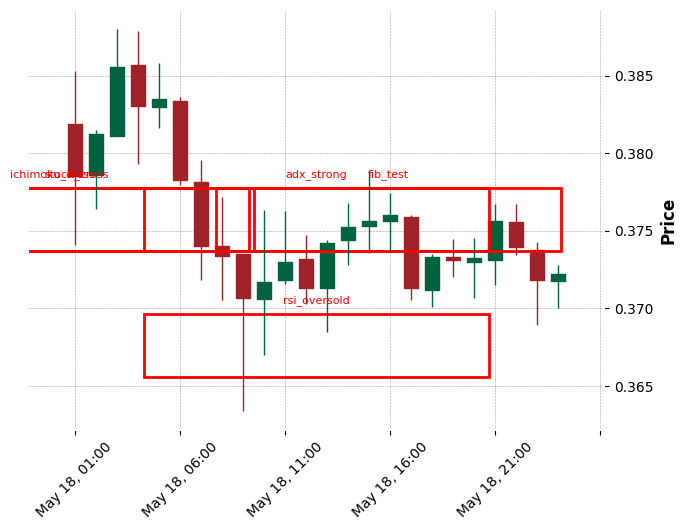 0.385
0.380
adx_strong
fib_test
0.375
Price
rsi_oversold
0.370
0.365
May 18, 01:00
May 18, 06:00
May 18, 11:00
May 18, 16:00
May 18, 21:00